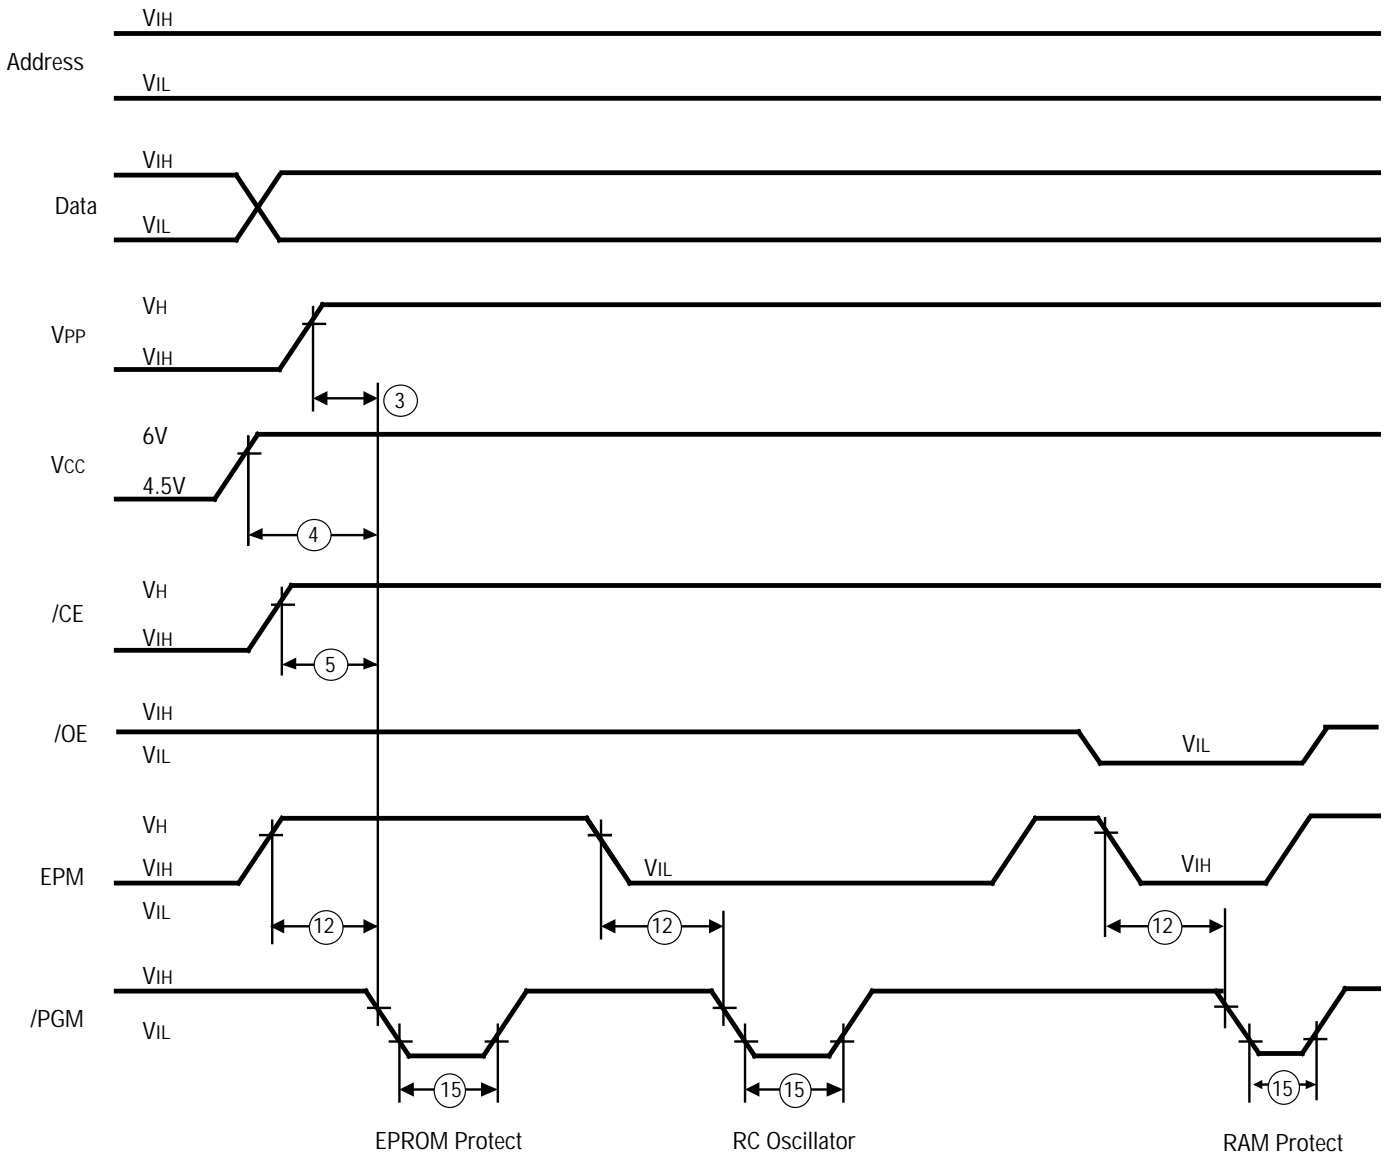 VIH
Address
VIL
VIH
Data
VIL
VH
VPP
VIH
3
6V
VCC
4.5V
4
VH
/CE
VIH
5
VIH
/OE
VIL
VIL
VH
EPM
VIH
VIL
VIH
VIL
12
12
12
VIH
/PGM
VIL
15
15
15
EPROM Protect
RC Oscillator
RAM Protect